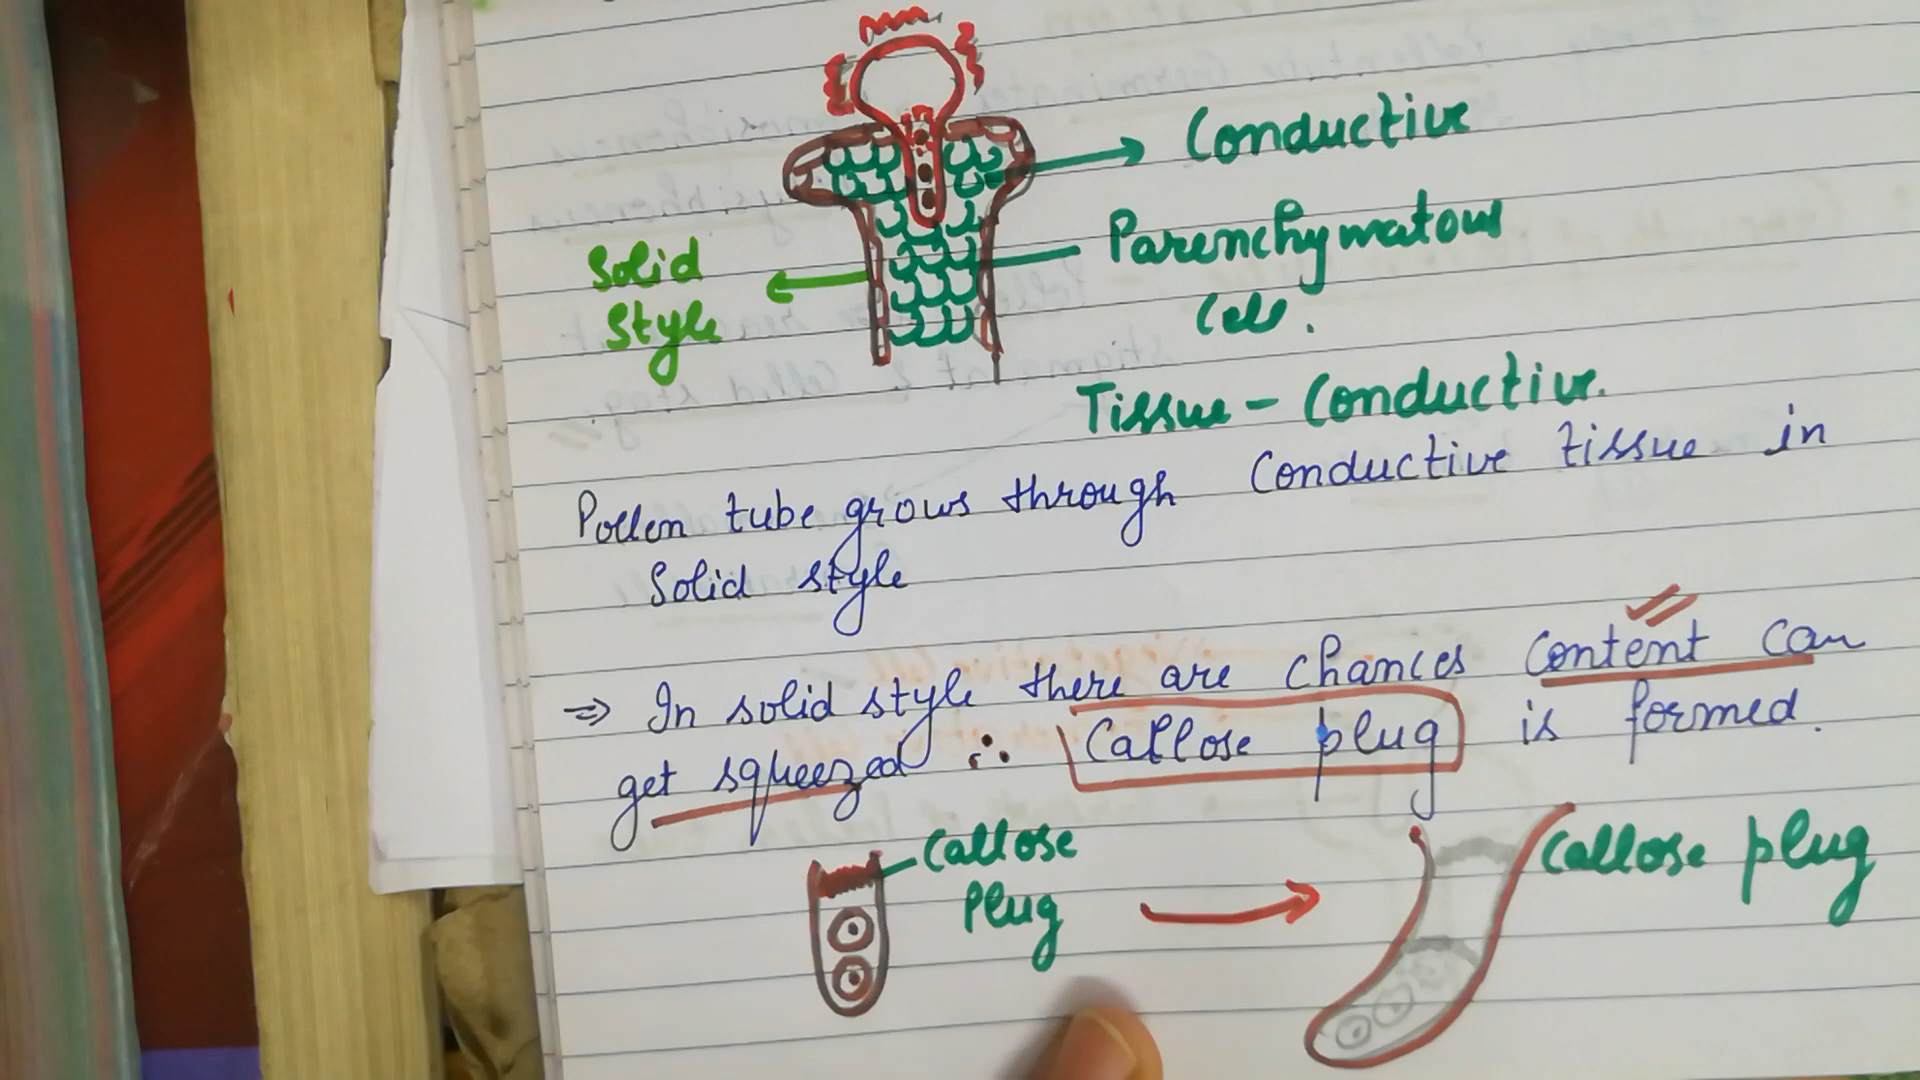 Conductive
Parenchymatous
Cells.
Solid
Style
Tissue - Conductive.
Pollen tube grows through Conductive tissue in
Solid style
⇒ In solid style there are chances Content can
get squeezed ∴ Callose plug is formed.
Callose
Plug
Callose plug